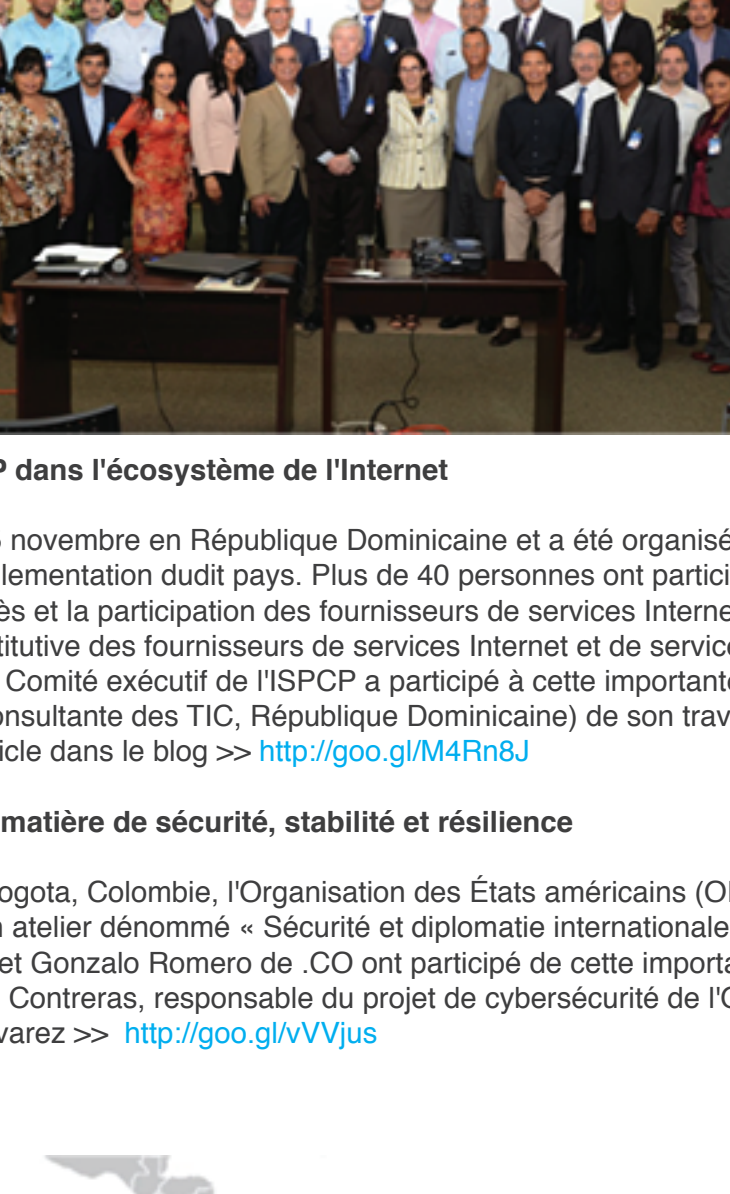 P dans l'écosystème de l'Internet
novembre en République Dominicaine et a été organisé
lementation dudit pays. Plus de 40 personnes ont partici
ès et la participation des fournisseurs de services Interne
titutive des fournisseurs de services Internet et de service
Comité exécutif de l'ISPCP a participé à cette importante
onsultante des TIC, République Dominicaine) de son trav
icle dans le blog >> http://goo.gl/M4Rn8J
matière de sécurité, stabilité et résilience
ogota, Colombie, l'Organisation des États américains (O
atelier dénommé « Sécurité et diplomatie internationale
et Gonzalo Romero de .CO ont participé de cette importa
Contreras, responsable du projet de cybersécurité de l'O
varez >> http://goo.gl/vVVjus